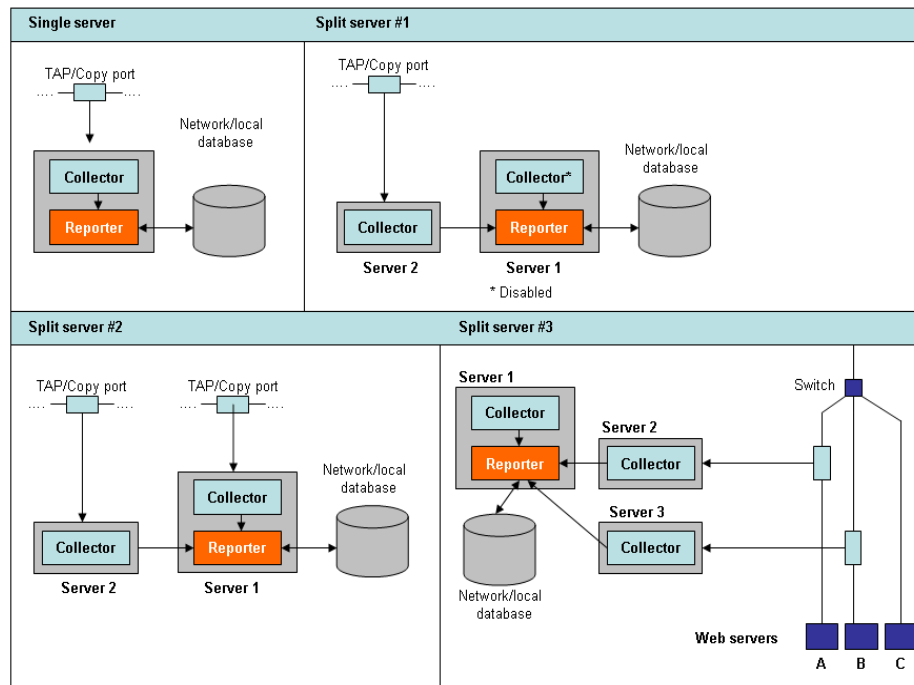 Single server
TAP/Copy port
.... ....
Network/local
database
Collector
Reporter
Split server #1
TAP/Copy port
.... ....
Network/local
database
Collector*
Collector
Reporter
Server 2
Server 1
* Disabled
Split server #2
TAP/Copy port
TAP/Copy port
.... ....
.... ....
Network/local
database
Collector
Collector
Reporter
Server 2
Server 1
Split server #3
Server 1
Switch
Collector
Server 2
Reporter
Collector
Server 3
Collector
Network/local
database
Web servers
A B C